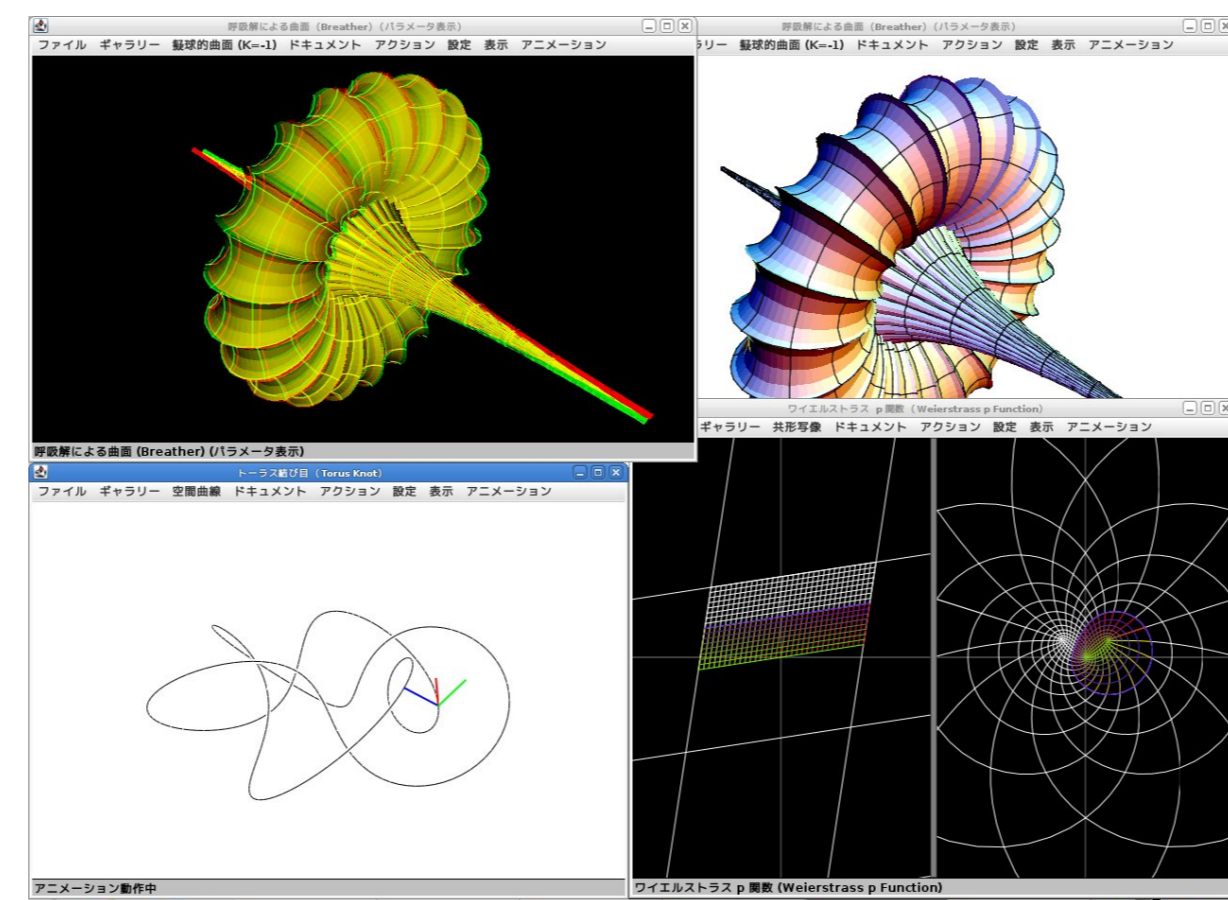 呼吸解による曲面 (Breather) (パラメータ表示)
ファイル ギャラリー 擬球的曲面 (K=-1) ドキュメント アクション 設定 表示 アニメーション
呼吸解による曲面 (Breather) (パラメータ表示)
呼吸解による曲面 (Breather) (パラメータ表示)
ラリー 擬球的曲面 (K=-1) ドキュメント アクション 設定 表示 アニメーション
トーラス結び目 (Torus Knot)
ファイル ギャラリー 空間曲線 ドキュメント アクション 設定 表示 アニメーション
アニメーション動作中
ワイエルストラス p 関数 (Weierstrass p Function)
ギャラリー 共形写像 ドキュメント アクション 設定 表示 アニメーション
ワイエルストラス p 関数 (Weierstrass p Function)